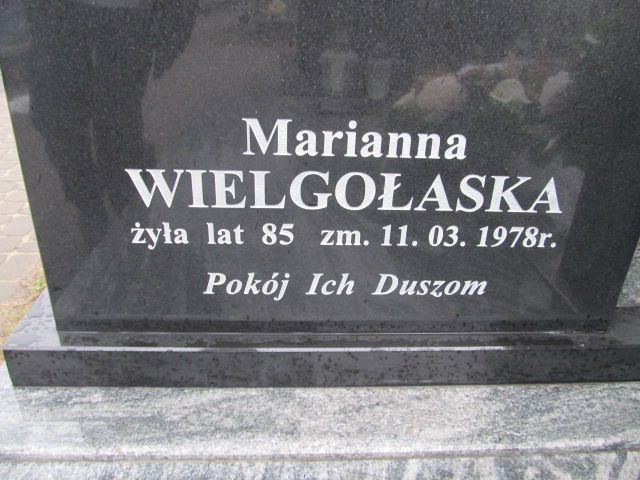 Marianna
WIELGOŁASKA
żyła lat 85 zm. 11. 03. 1978r.
Pokój Ich Duszom